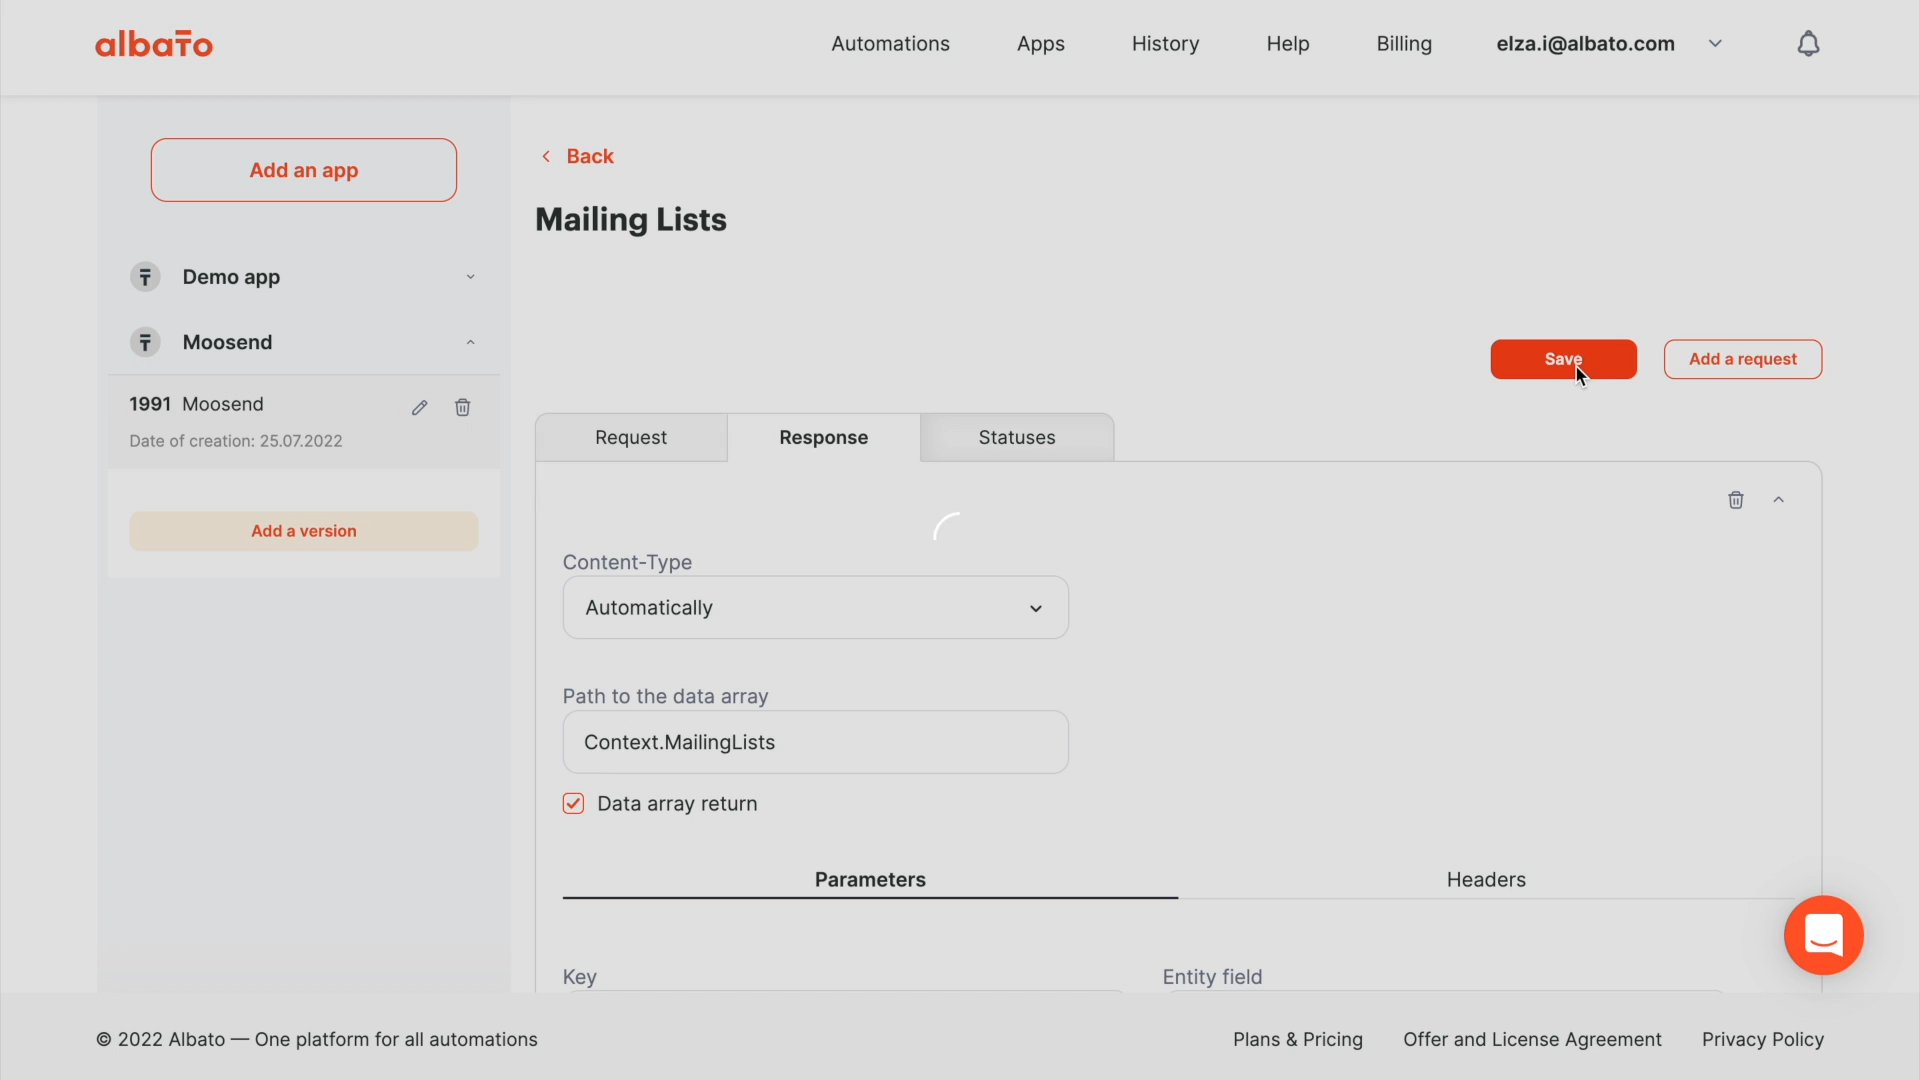 albato
Automations
Apps
History
Help
Billing
elza.i@albato.com
Add an app
Demo app
Moosend
1991 Moosend
Date of creation: 25.07.2022
Add a version
Back
Mailing Lists
Save
Add a request
Request
Response
Statuses
Content-Type
Automatically
Path to the data array
Context.MailingLists
Data array return
Parameters
Headers
Key
Entity field
© 2022 Albato — One platform for all automations
Plans & Pricing
Offer and License Agreement
Privacy Policy